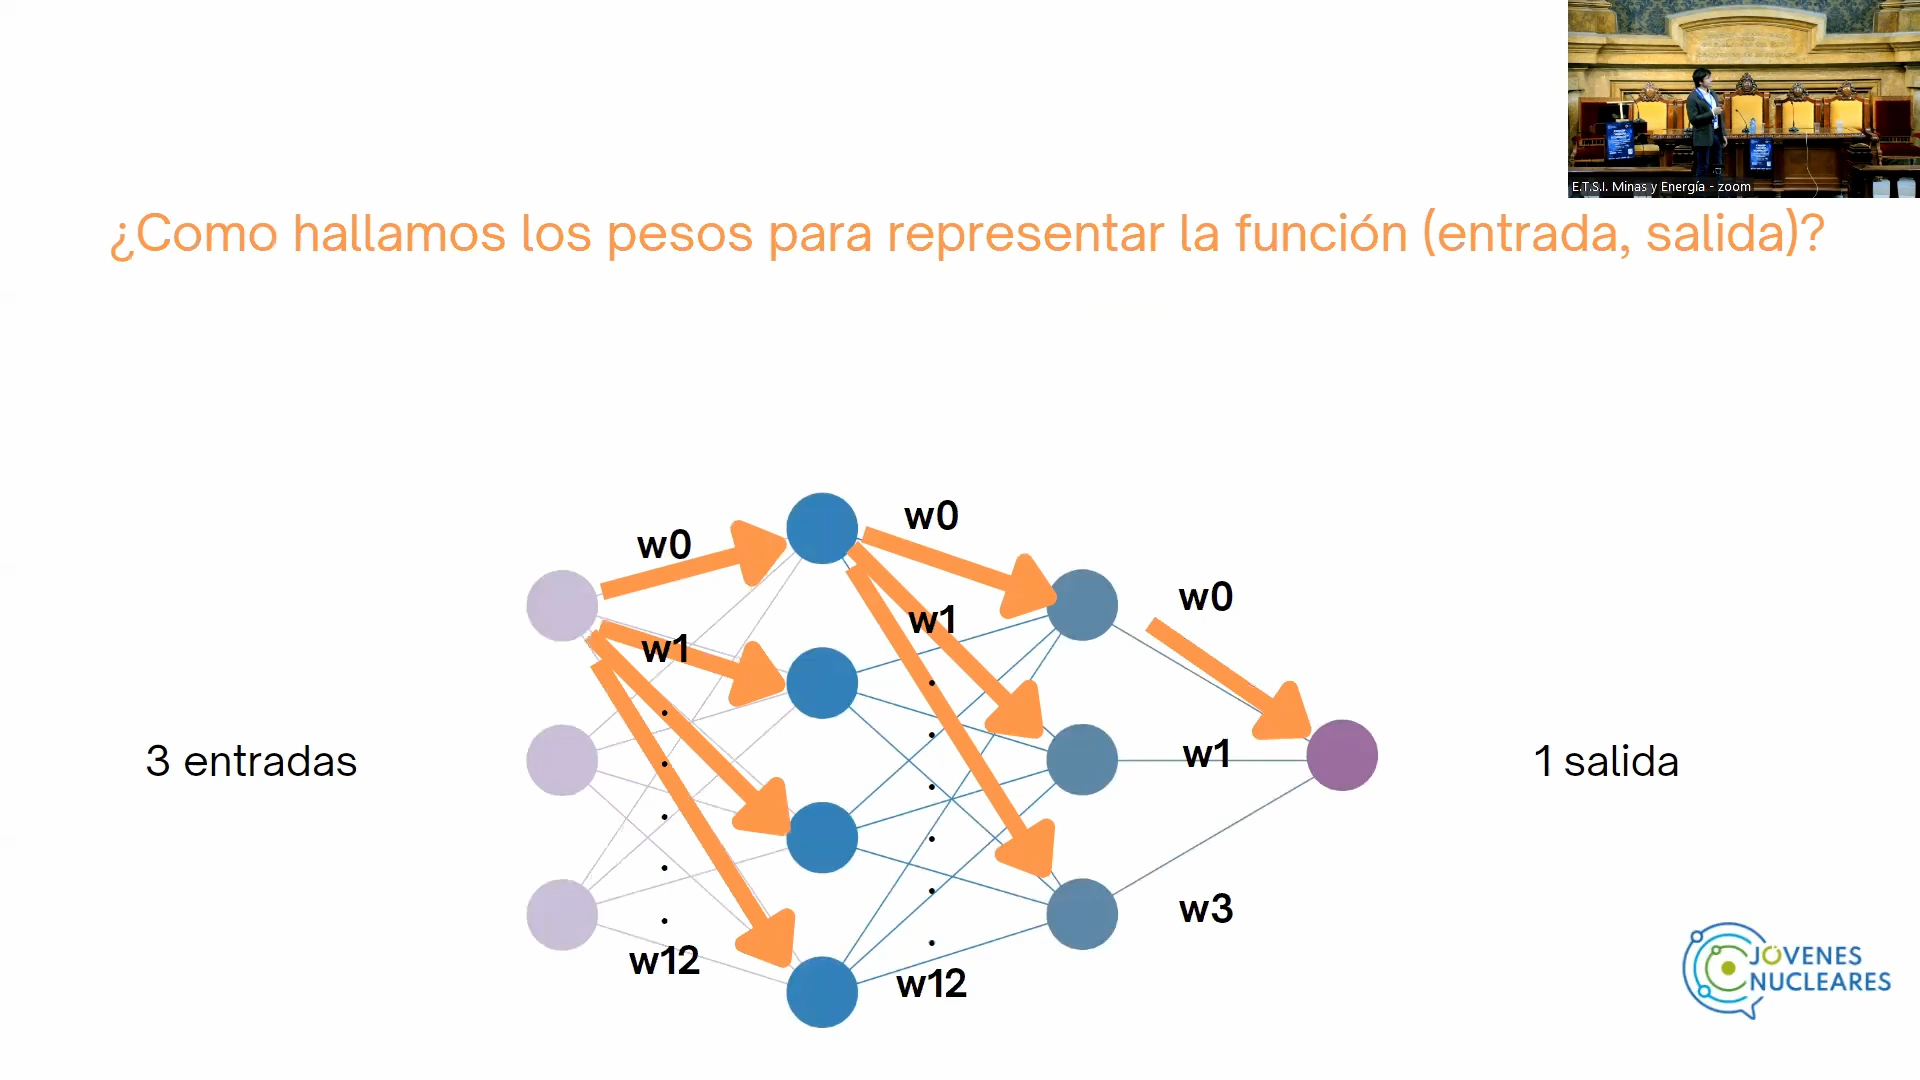 E.T.S.I. Minas y Energía - zoom
¿Como hallamos los pesos para representar la función (entrada, salida)?
w0
w0
w0
w1
w1
w1
3 entradas
1 salida
w3
w12
w12
JOVENES
NUCLEARES